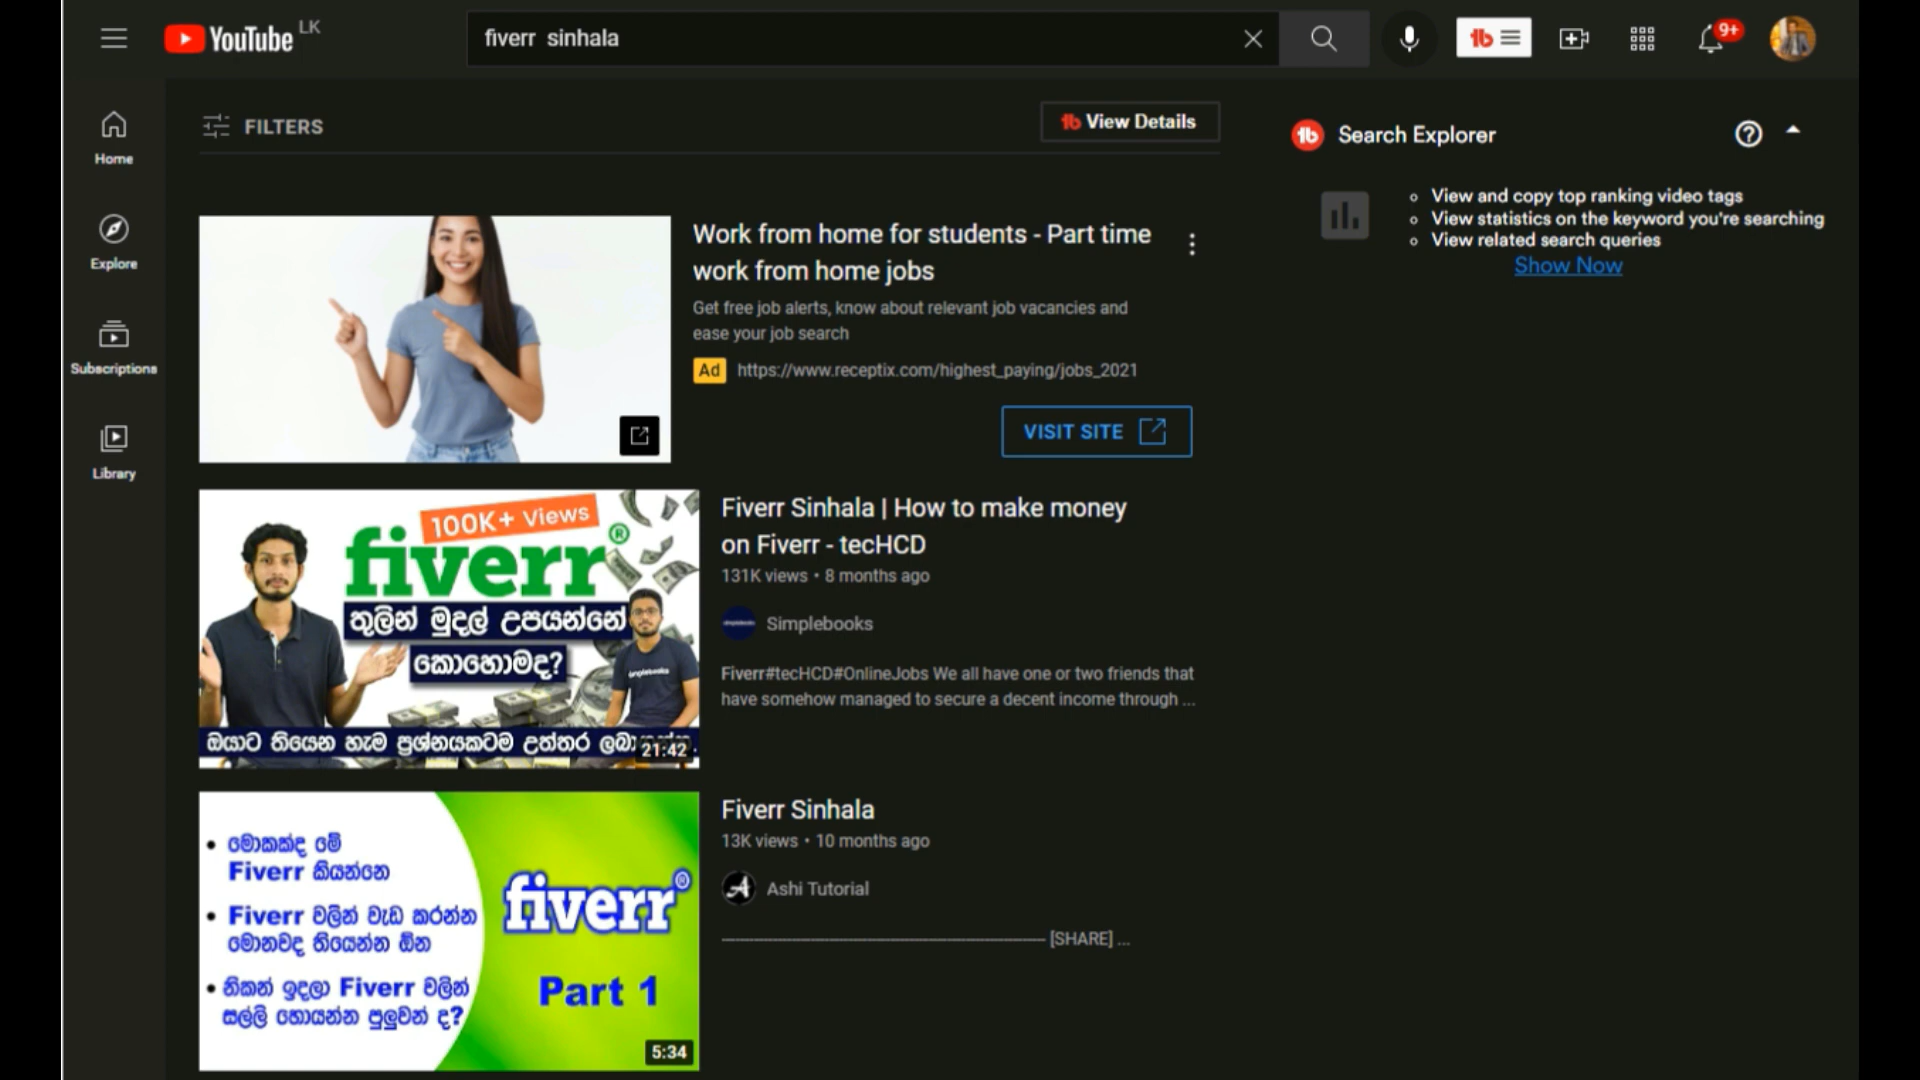 YouTube LK
fiverr sinhala
9+
Home
Explore
Subscriptions
Library
FILTERS
View Details
Search Explorer
View and copy top ranking video tags
View statistics on the keyword you're searching
View related search queries
Show Now
Work from home for students - Part time
work from home jobs
Get free job alerts, know about relevant job vacancies and
ease your job search
Ad https://www.receptix.com/highest_paying/jobs_2021
VISIT SITE
100K+ Views
fiverr®
තුලින් මුදල් උපයන්නේ
කොහොමද?
simplebooks
ඔයාට තියෙන හැම ප්‍රශ්නයකටම උත්තර
21:42
Fiverr Sinhala | How to make money
on Fiverr - tecHCD
131K views • 8 months ago
Simplebooks
Fiverr#tecHCD#OnlineJobs We all have one or two friends that
have somehow managed to secure a decent income through ...
• මොකක්ද මේ
Fiverr කියන්නෙ
• Fiverr වලින් වැඩ කරන්න
මොනවද තියෙන්න ඕන
• නිකන් ඉදලා Fiverr වලින්
සල්ලි හොයන්න පුලුවන් ද?
fiverr®
Part 1
5:34
Fiverr Sinhala
13K views • 10 months ago
Ashi Tutorial
[SHARE] ...